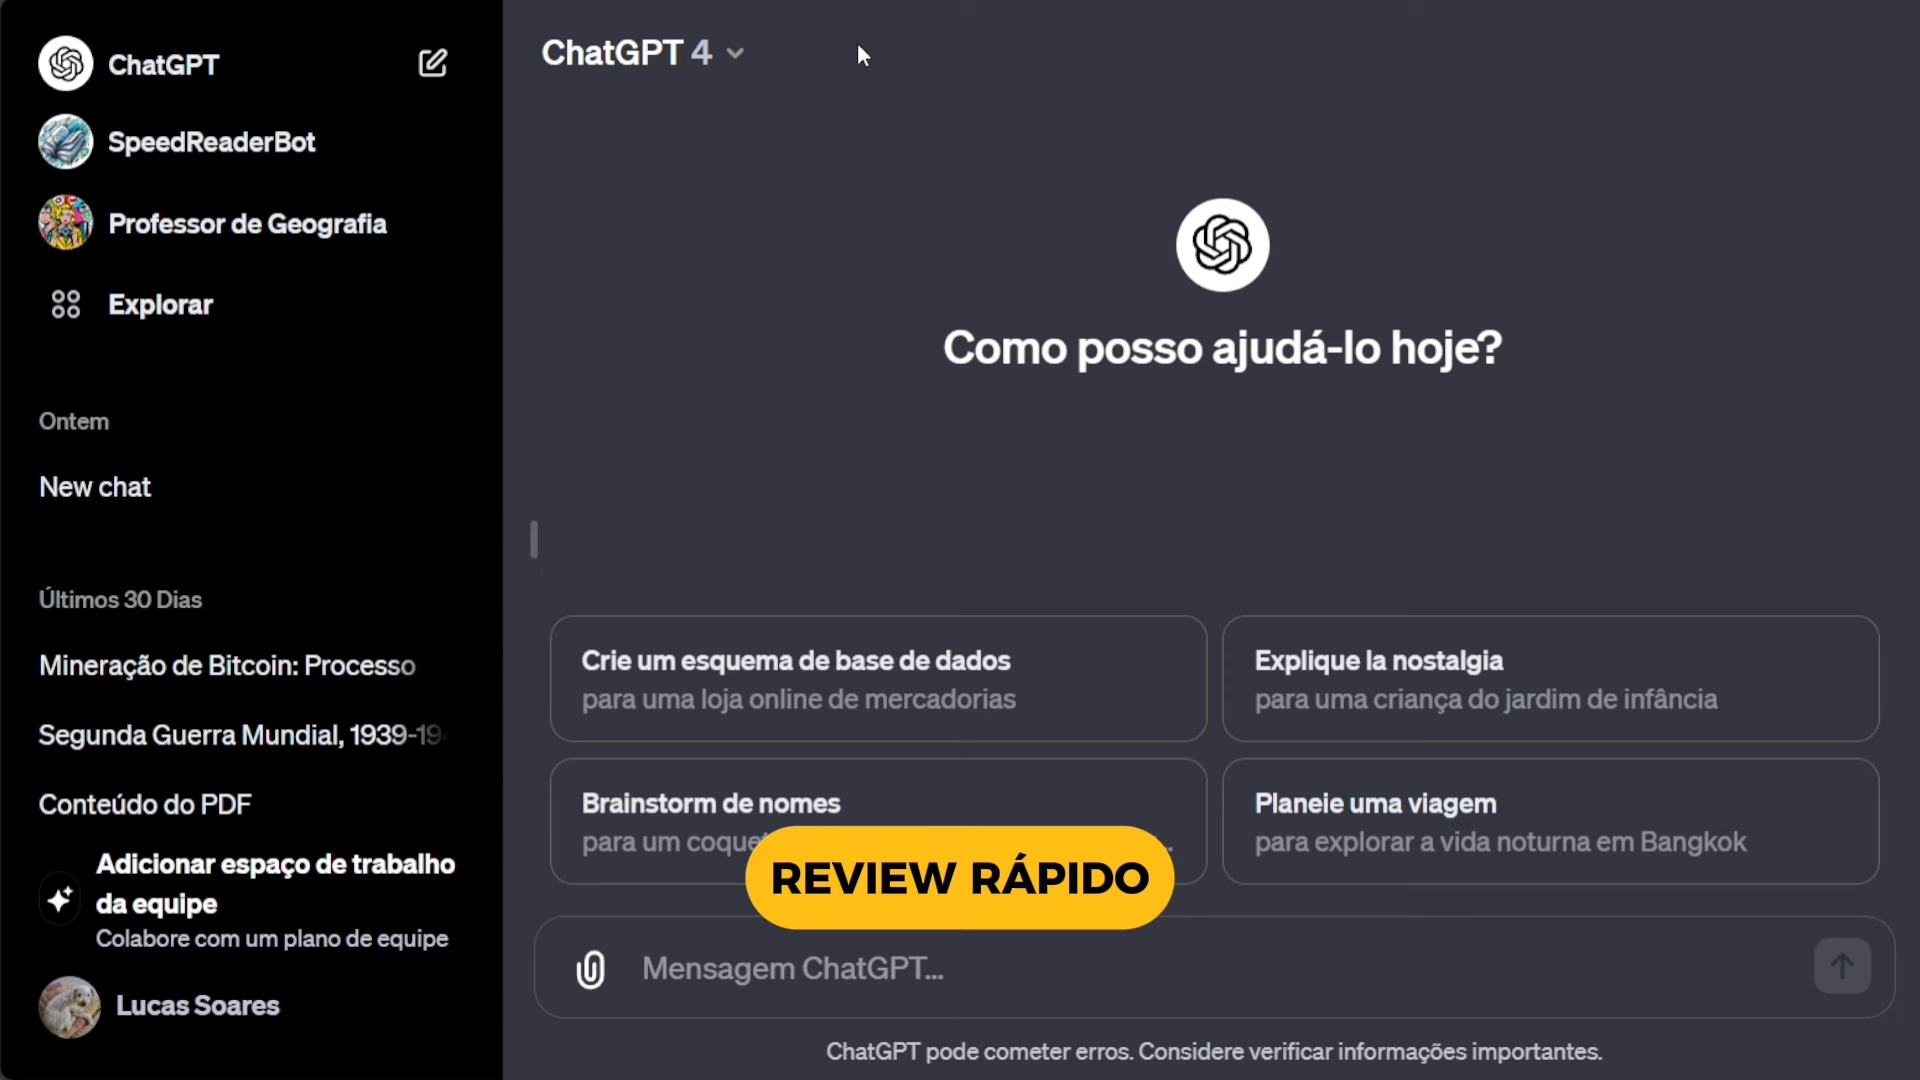 ChatGPT
SpeedReaderBot
Professor de Geografia
Explorar
Ontem
New chat
Últimos 30 Dias
Mineração de Bitcoin: Processo
Segunda Guerra Mundial, 1939-19
Conteúdo do PDF
Adicionar espaço de trabalho
da equipe
Colabore com um plano de equipe
Lucas Soares
ChatGPT 4
Como posso ajudá-lo hoje?
Crie um esquema de base de dados
para uma loja online de mercadorias
Explique la nostalgia
para uma criança do jardim de infância
Brainstorm de nomes
para um
Planeie uma viagem
para explorar a vida noturna em Bangkok
REVIEW RÁPIDO
Mensagem ChatGPT...
ChatGPT pode cometer erros. Considere verificar informações importantes.